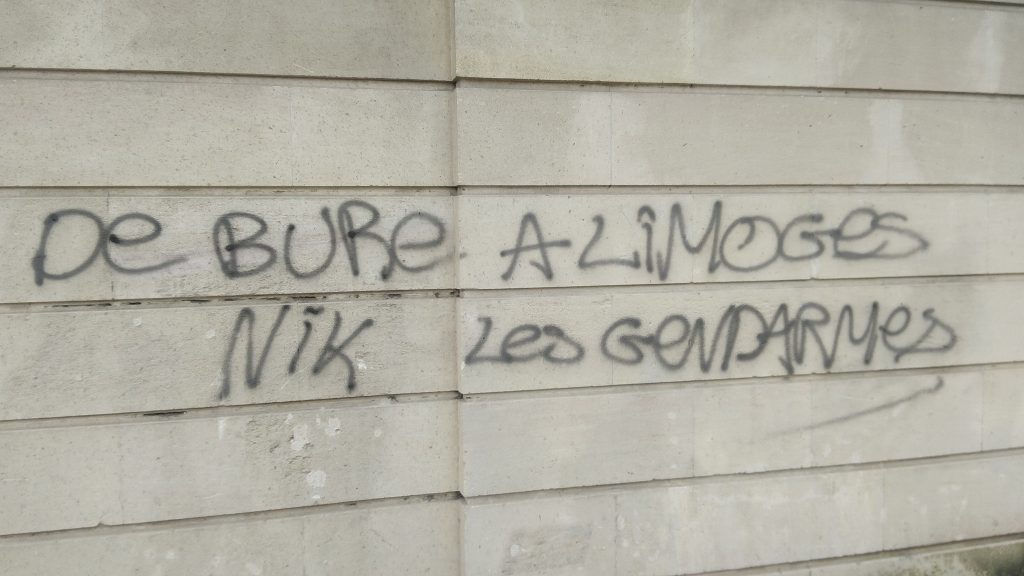 De BURe A LiMOGes
NiK Les GeNDARMes